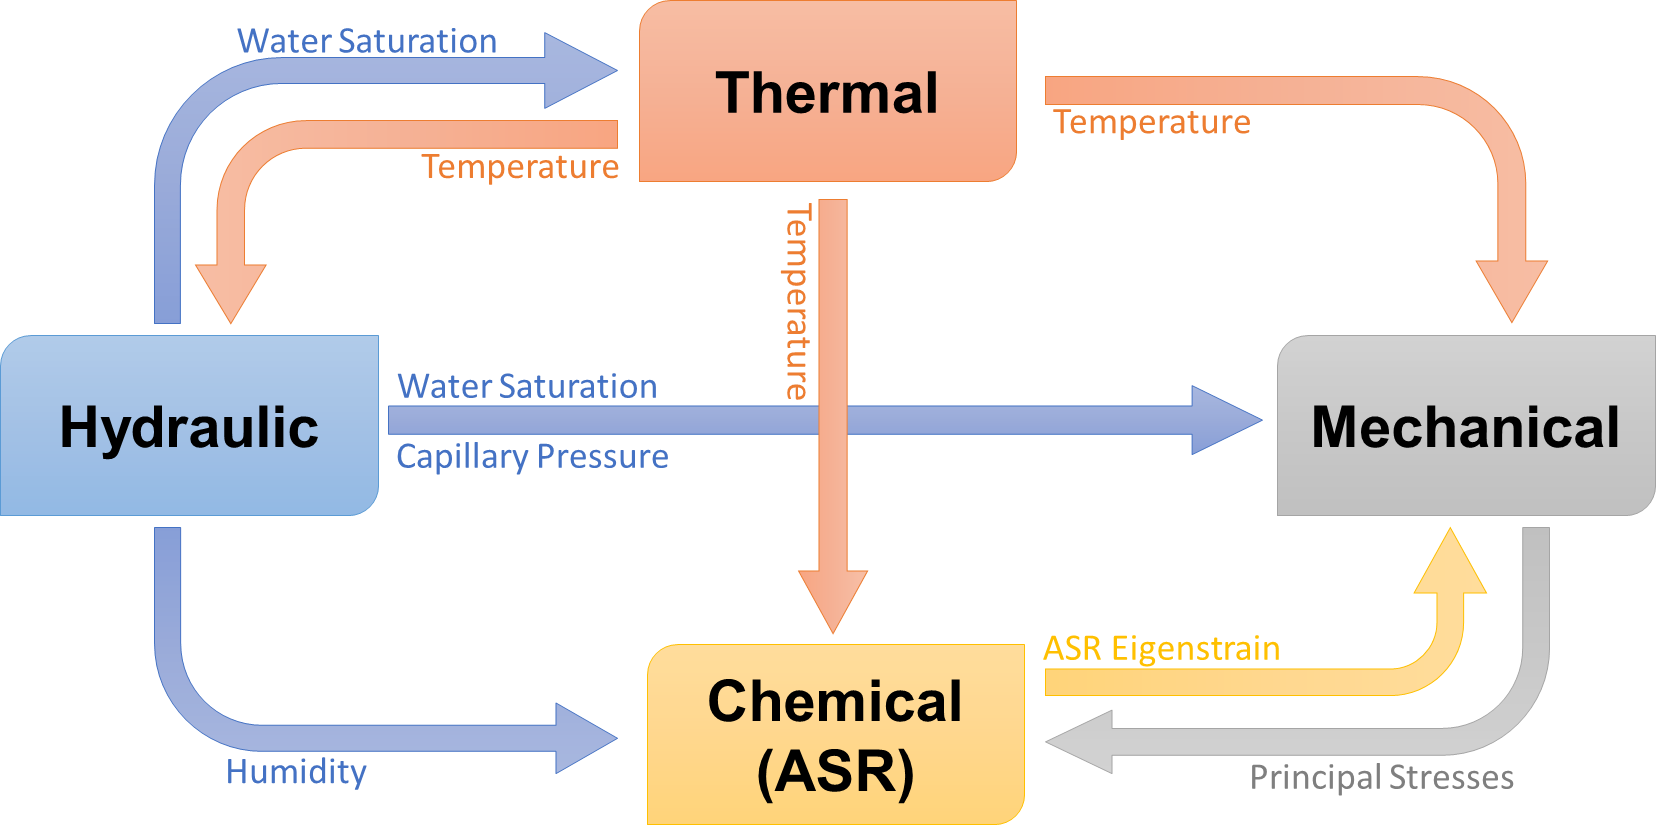 Water Saturation
Thermal
Temperature
Temperature
Temperature
Water Saturation
Hydraulic
Mechanical
Capillary Pressure
ASR Eigenstrain
Chemical
(ASR)
Humidity
Principal Stresses